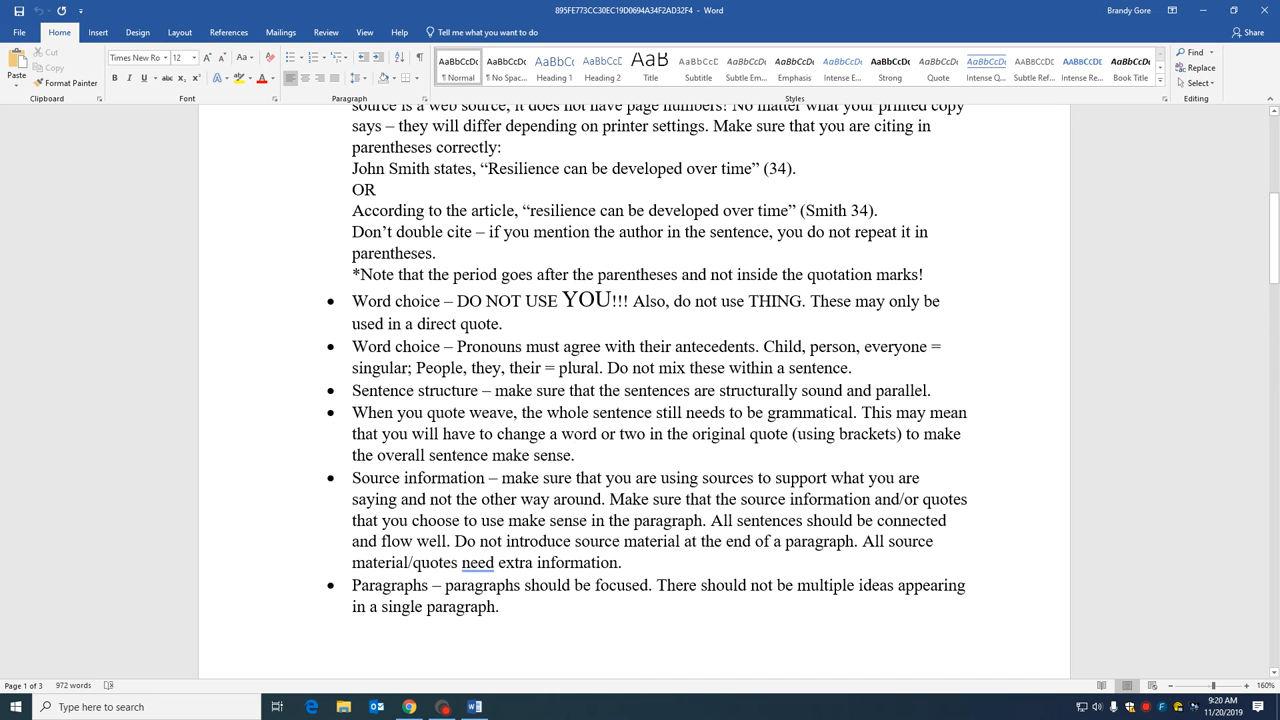 895FE773CC30EC19D0694A34F2AD32F4 - Word
Brandy Gore
File Home Insert Design Layout References Mailings Review View Help Tell me what you want to do Share
Paste
Cut
Copy
Format Painter
Clipboard
Times New Ro 12
Font
Paragraph
AaBbCcDc AaBbCcDc AaBbCc AaBbCc AaB AaBbCcD AaBbCcDc AaBbCcDc AaBbCcDc AaBbCcDc AaBbCcDc AaBbCcDc AaBbCcDc AaBbCcDc AaBbCcDc
¶ Normal ¶ No Spac... Heading 1 Heading 2 Title Subtitle Subtle Em... Emphasis Intense E... Strong Quote Intense Q... Subtle Ref... Intense Re... Book Title
Styles
Find
Replace
Select
Editing
source is a web source, it does not have page numbers! No matter what your printed copy
says – they will differ depending on printer settings. Make sure that you are citing in
parentheses correctly:
John Smith states, “Resilience can be developed over time” (34).
OR
According to the article, “resilience can be developed over time” (Smith 34).
Don’t double cite – if you mention the author in the sentence, you do not repeat it in
parentheses.
*Note that the period goes after the parentheses and not inside the quotation marks!
• Word choice – DO NOT USE YOU!!! Also, do not use THING. These may only be
used in a direct quote.
• Word choice – Pronouns must agree with their antecedents. Child, person, everyone =
singular; People, they, their = plural. Do not mix these within a sentence.
• Sentence structure – make sure that the sentences are structurally sound and parallel.
• When you quote weave, the whole sentence still needs to be grammatical. This may mean
that you will have to change a word or two in the original quote (using brackets) to make
the overall sentence make sense.
• Source information – make sure that you are using sources to support what you are
saying and not the other way around. Make sure that the source information and/or quotes
that you choose to use make sense in the paragraph. All sentences should be connected
and flow well. Do not introduce source material at the end of a paragraph. All source
material/quotes need extra information.
• Paragraphs – paragraphs should be focused. There should not be multiple ideas appearing
in a single paragraph.
Page 1 of 3 972 words 160%
Type here to search
9:20 AM
11/20/2019